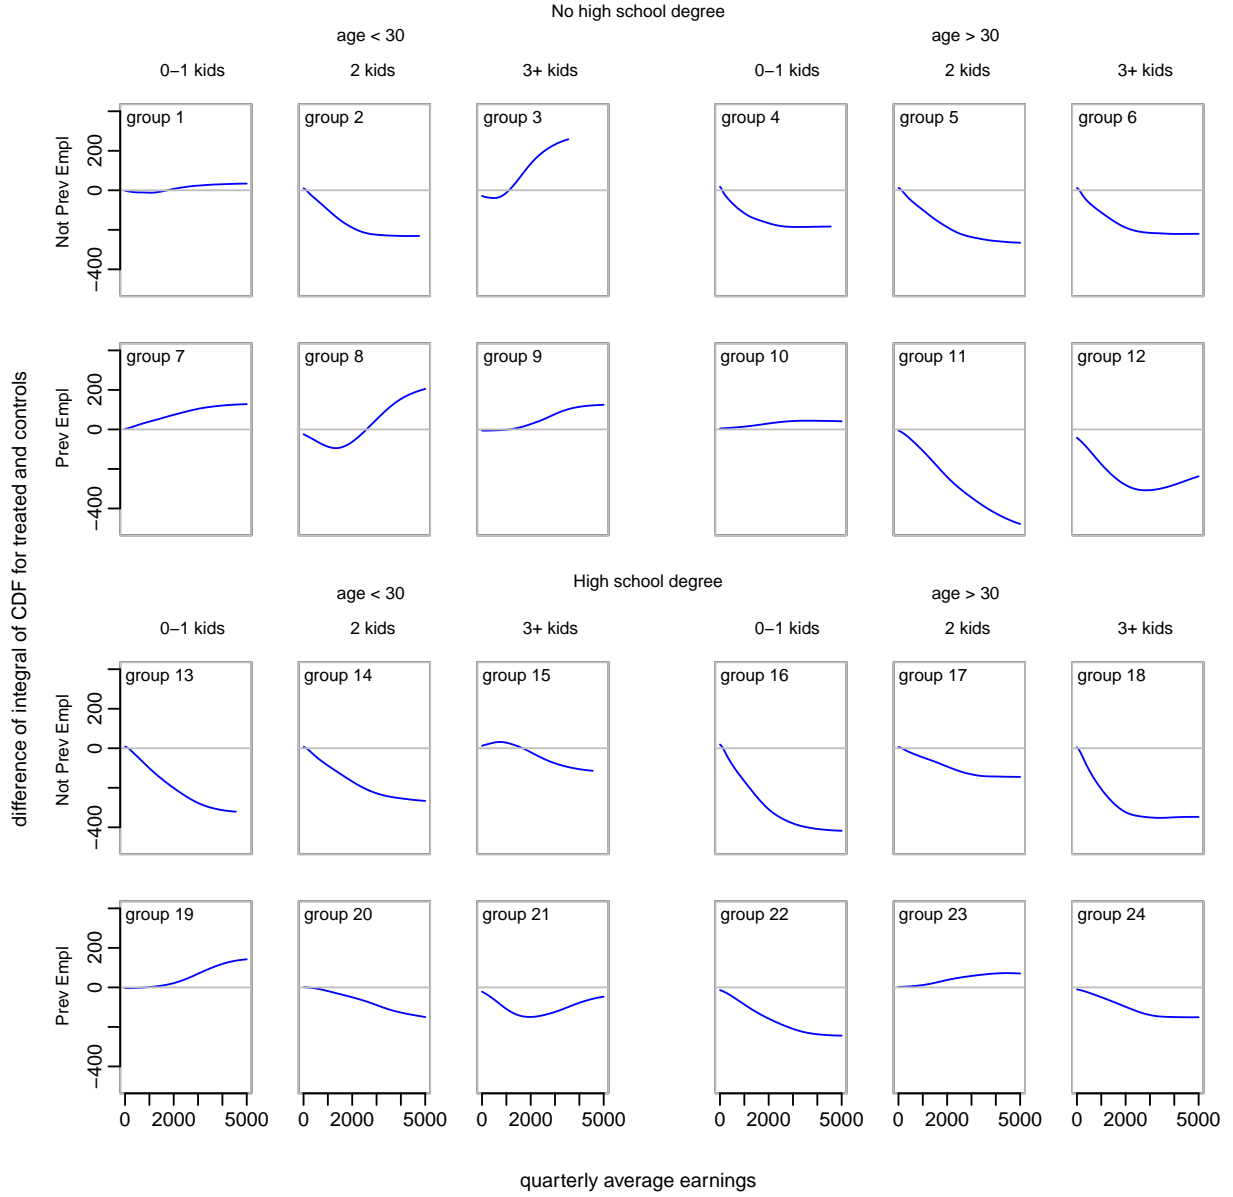 No high school degree
age < 30 age > 30
0−1 kids 2 kids 3+ kids 0−1 kids 2 kids 3+ kids
group 1 group 2 group 3 group 4 group 5 group 6
Not Prev Empl
200
0
−400
group 7 group 8 group 9 group 10 group 11 group 12
Prev Empl
200
0
−400
difference of integral of CDF for treated and controls
High school degree
age < 30 age > 30
0−1 kids 2 kids 3+ kids 0−1 kids 2 kids 3+ kids
group 13 group 14 group 15 group 16 group 17 group 18
Not Prev Empl
200
0
−400
group 19 group 20 group 21 group 22 group 23 group 24
Prev Empl
200
0
−400
0 2000 5000 0 2000 5000 0 2000 5000 0 2000 5000 0 2000 5000 0 2000 5000
quarterly average earnings